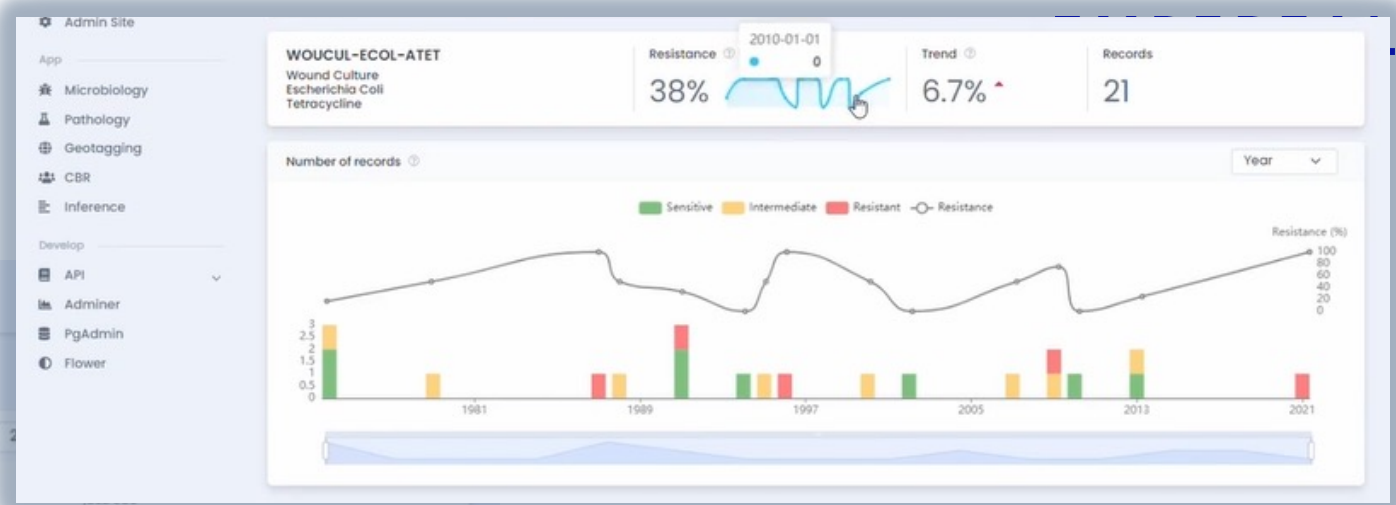 Admin Site
App
Microbiology
Pathology
Geotagging
CBR
Inference
Develop
API
Adminer
PgAdmin
Flower
WOUCUL-ECOL-ATET
Wound Culture
Escherichia Coli
Tetracycline
Resistance
38%
2010-01-01
0
Trend
6.7%
Records
21
Number of records
Year
Sensitive Intermediate Resistant Resistance
Resistance (%)
100
80
60
40
20
0
3
2.5
2
1.5
1
0.5
0
1981 1989 1997 2005 2013 2021